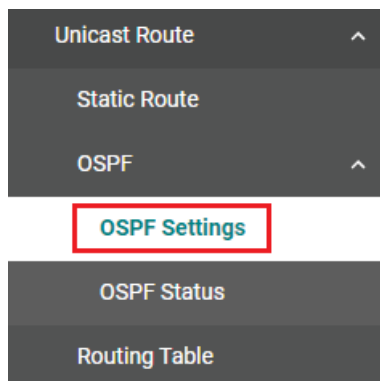 Unicast Route
Static Route
OSPF
OSPF Settings
OSPF Status
Routing Table